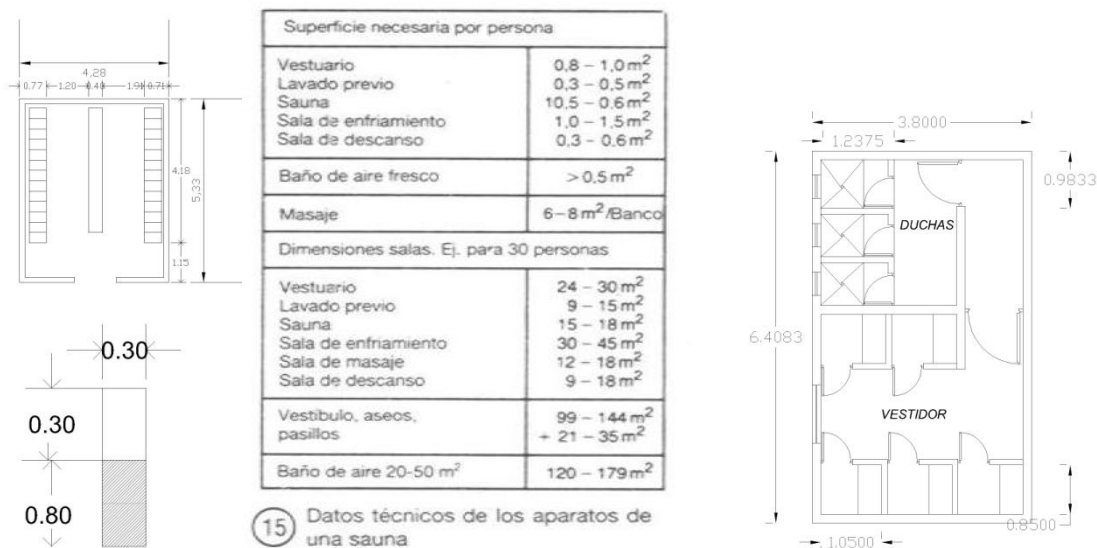 4.28
0.77 1.20 0.40 1.91 0.71
4.18
5,33
1.15
0.30
0.30
0.80
Superficie necesaria por persona
Vestuario 0,8 – 1,0 m²
Lavado previo 0,3 – 0,5 m²
Sauna 10,5 – 0,6 m²
Sala de enfriamiento 1,0 – 1,5 m²
Sala de descanso 0,3 – 0,6 m²
Baño de aire fresco > 0,5 m²
Masaje 6 – 8 m²/Banco
Dimensiones salas. Ej. para 30 personas
Vestuario 24 – 30 m²
Lavado previo 9 – 15 m²
Sauna 15 – 18 m²
Sala de enfriamiento 30 – 45 m²
Sala de masaje 12 – 18 m²
Sala de descanso 9 – 18 m²
Vestíbulo, aseos, 99 – 144 m²
pasillos + 21 – 35 m²
Baño de aire 20-50 m² 120 – 179 m²
15 Datos técnicos de los aparatos de
una sauna
3.8000
1.2375
0.9833
DUCHAS
6.4083
VESTIDOR
0.8500
1.0500